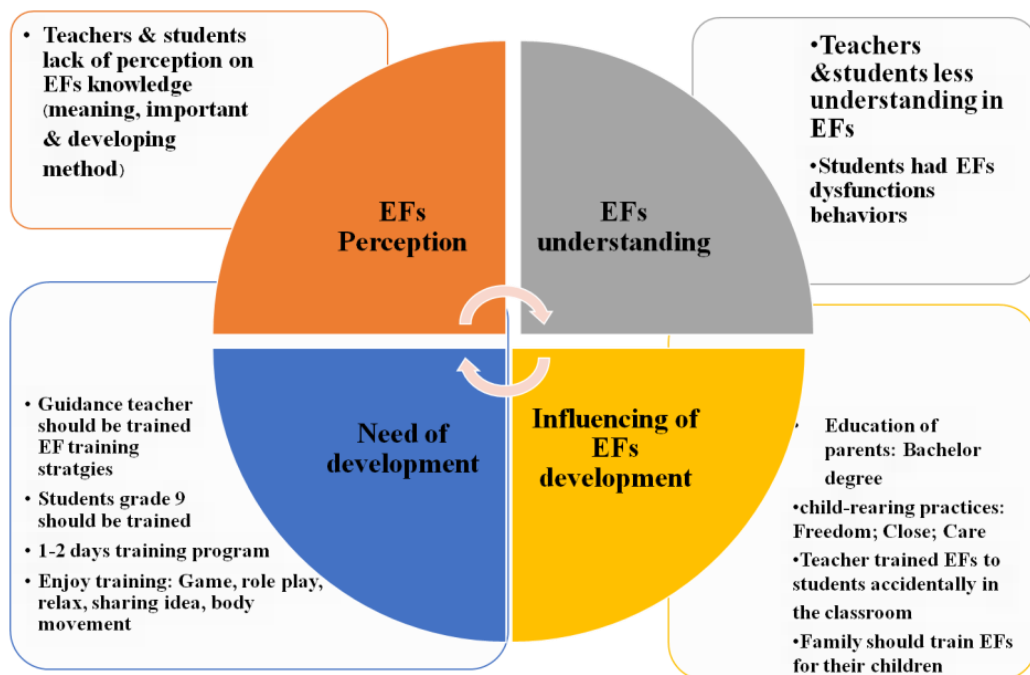 • Teachers & students
lack of perception on
EFs knowledge
(meaning, important
& developing
method)
•Teachers
&students less
understanding in
EFs
•Students had EFs
dysfunctions
behaviors
EFs
Perception
EFs
understanding
Need of
development
Influencing of
EFs
development
• Guidance teacher
should be trained
EF training
stratgies
• Students grade 9
should be trained
• 1-2 days training program
• Enjoy training: Game, role play,
relax, sharing idea, body
movement
• Education of
parents: Bachelor
degree
•child-rearing practices:
Freedom; Close; Care
•Teacher trained EFs to
students accidentally in
the classroom
•Family should train EFs
for their children